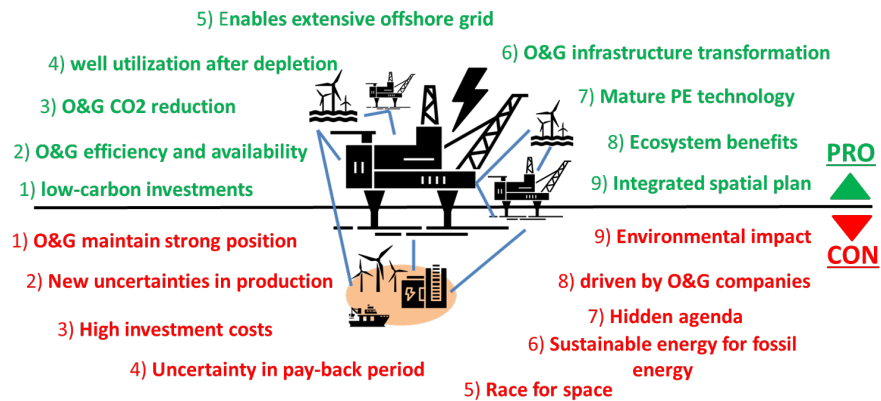 5) Enables extensive offshore grid
4) well utilization after depletion
6) O&G infrastructure transformation
3) O&G CO2 reduction
7) Mature PE technology
2) O&G efficiency and availability
8) Ecosystem benefits
PRO
1) low-carbon investments
9) Integrated spatial plan
1) O&G maintain strong position
9) Environmental impact
CON
2) New uncertainties in production
8) driven by O&G companies
3) High investment costs
7) Hidden agenda
4) Uncertainty in pay-back period
6) Sustainable energy for fossil
energy
5) Race for space